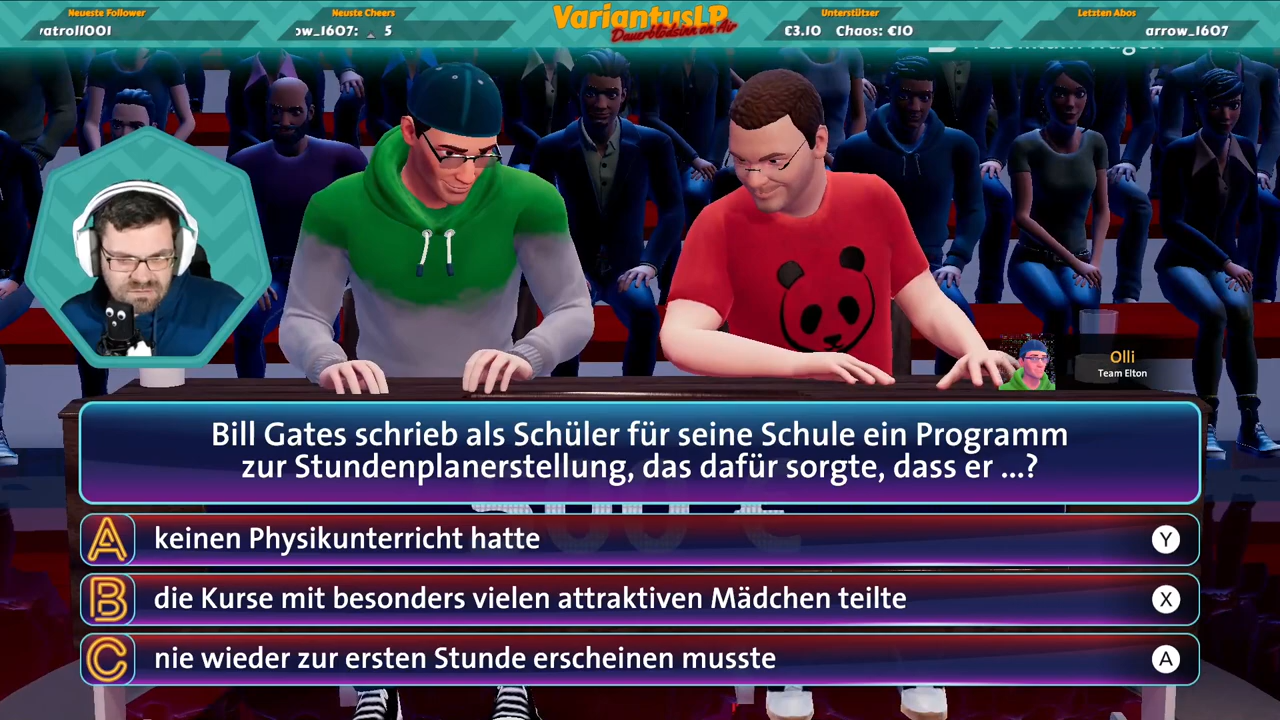 Neueste Follower
Neuste Cheers
VariantusLP
Dauerblödsinn on Air
Unterstützer
Letzten Abos
vatroll001
ow_1607: 5
€3.10 Chaos: €10
arrow_1607
Olli
Team Elton
Bill Gates schrieb als Schüler für seine Schule ein Programm
zur Stundenplanerstellung, das dafür sorgte, dass er ...?
500 €
A keinen Physikunterricht hatte Y
B die Kurse mit besonders vielen attraktiven Mädchen teilte X
C nie wieder zur ersten Stunde erscheinen musste A